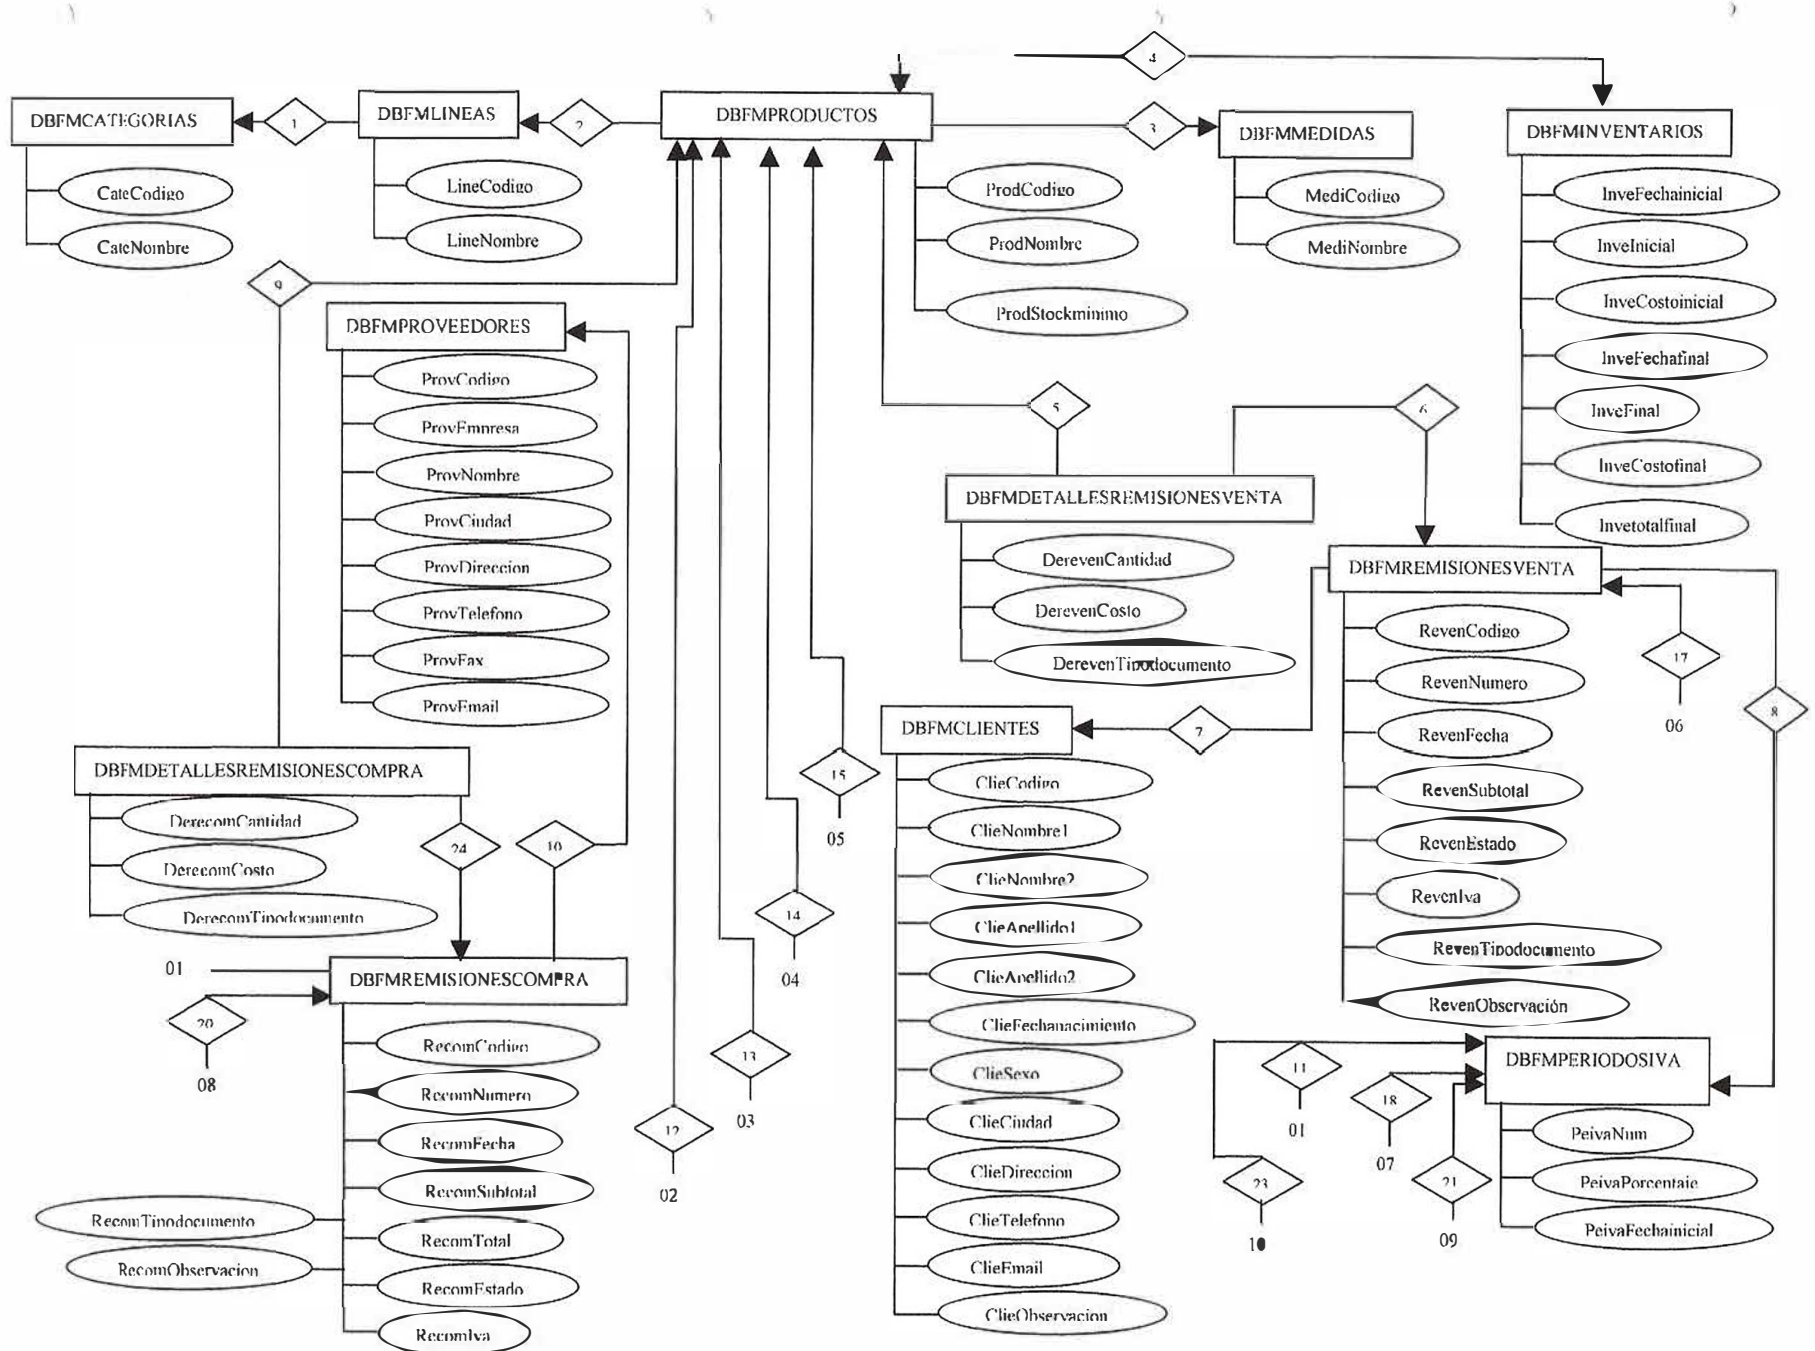 4
DBFMCATEGORIAS
1
DBFMLINEAS
2
DBFMPRODUCTOS
3
DBFMMEDIDAS
DBFMINVENTARIOS
CateCodigo
CateNombre
LineCodigo
LineNombre
ProdCodigo
ProdNombre
ProdStockminimo
MediCodigo
MediNombre
InveFechainicial
InveInicial
InveCostoinicial
InveFechafinal
InveFinal
InveCostofinal
Invetotalfinal
9
DBFMPROVEEDORES
ProvCodigo
ProvEmpresa
ProvNombre
ProvCiudad
ProvDireccion
ProvTelefono
ProvFax
ProvEmail
5
6
DBFMDETALLESREMISIONESVENTA
DerevenCantidad
DerevenCosto
DerevenTipodocumento
DBFMREMISIONESVENTA
RevenCodigo
RevenNumero
RevenFecha
RevenSubtotal
RevenEstado
RevenIva
RevenTipodocumento
RevenObservación
17
06
8
DBFMCLIENTES
7
ClieCodigo
ClieNombre1
ClieNombre2
ClieApellido1
ClieApellido2
ClieFechanacimiento
ClieSexo
ClieCiudad
ClieDireccion
ClieTelefono
ClieEmail
ClieObservacion
DBFMDETALLESREMISIONESCOMPRA
DerecomCantidad
DerecomCosto
DerecomTipodocumento
24
10
15
05
14
04
13
03
12
02
01
DBFMREMISIONESCOMPRA
20
08
RecomCodigo
RecomNumero
RecomFecha
RecomSubtotal
RecomTipodocumento
RecomTotal
RecomObservacion
RecomEstado
RecomIva
DBFMPERIODOSIVA
11
01
18
07
23
10
21
09
PeivaNum
PeivaPorcentaje
PeivaFechainicial